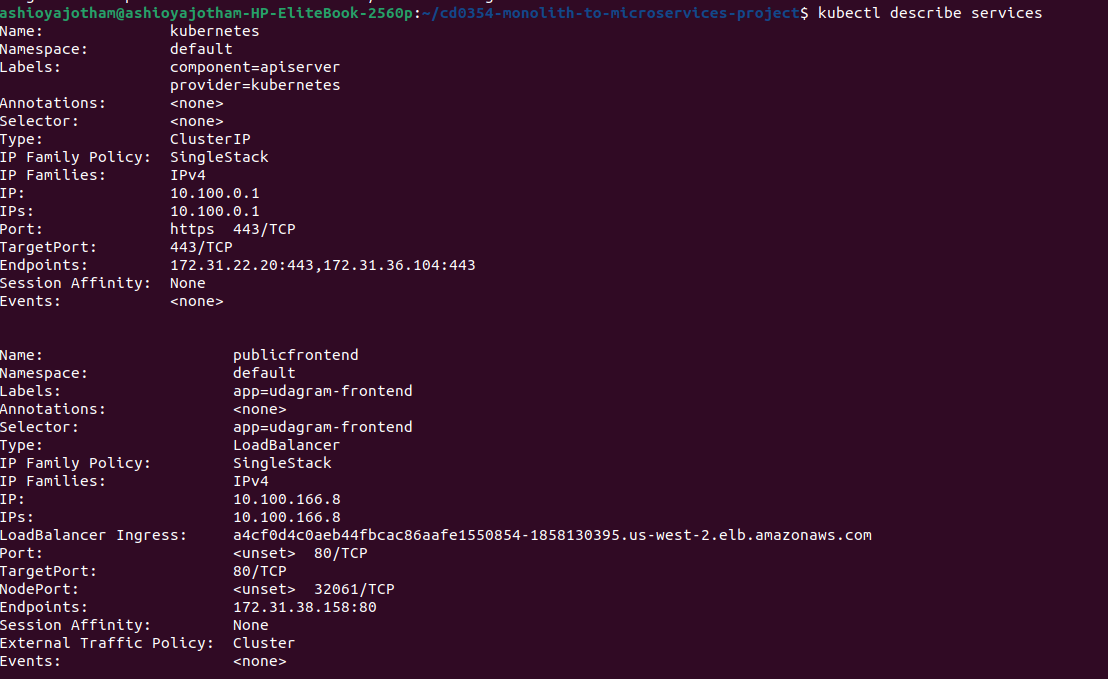 ashioyajotham@ashioyajotham-HP-EliteBook-2560p:~/cd0354-monolith-to-microservices-project$ kubectl describe services
Name:              kubernetes
Namespace:         default
Labels:            component=apiserver
                   provider=kubernetes
Annotations:       <none>
Selector:          <none>
Type:              ClusterIP
IP Family Policy:  SingleStack
IP Families:       IPv4
IP:                10.100.0.1
IPs:               10.100.0.1
Port:              https  443/TCP
TargetPort:        443/TCP
Endpoints:         172.31.22.20:443,172.31.36.104:443
Session Affinity:  None
Events:            <none>
Name:                     publicfrontend
Namespace:                default
Labels:                   app=udagram-frontend
Annotations:              <none>
Selector:                 app=udagram-frontend
Type:                     LoadBalancer
IP Family Policy:         SingleStack
IP Families:              IPv4
IP:                       10.100.166.8
IPs:                      10.100.166.8
LoadBalancer Ingress:     a4cf0d4c0aeb44fbcac86aafe1550854-1858130395.us-west-2.elb.amazonaws.com
Port:                     <unset>  80/TCP
TargetPort:               80/TCP
NodePort:                 <unset>  32061/TCP
Endpoints:                172.31.38.158:80
Session Affinity:         None
External Traffic Policy:  Cluster
Events:                   <none>